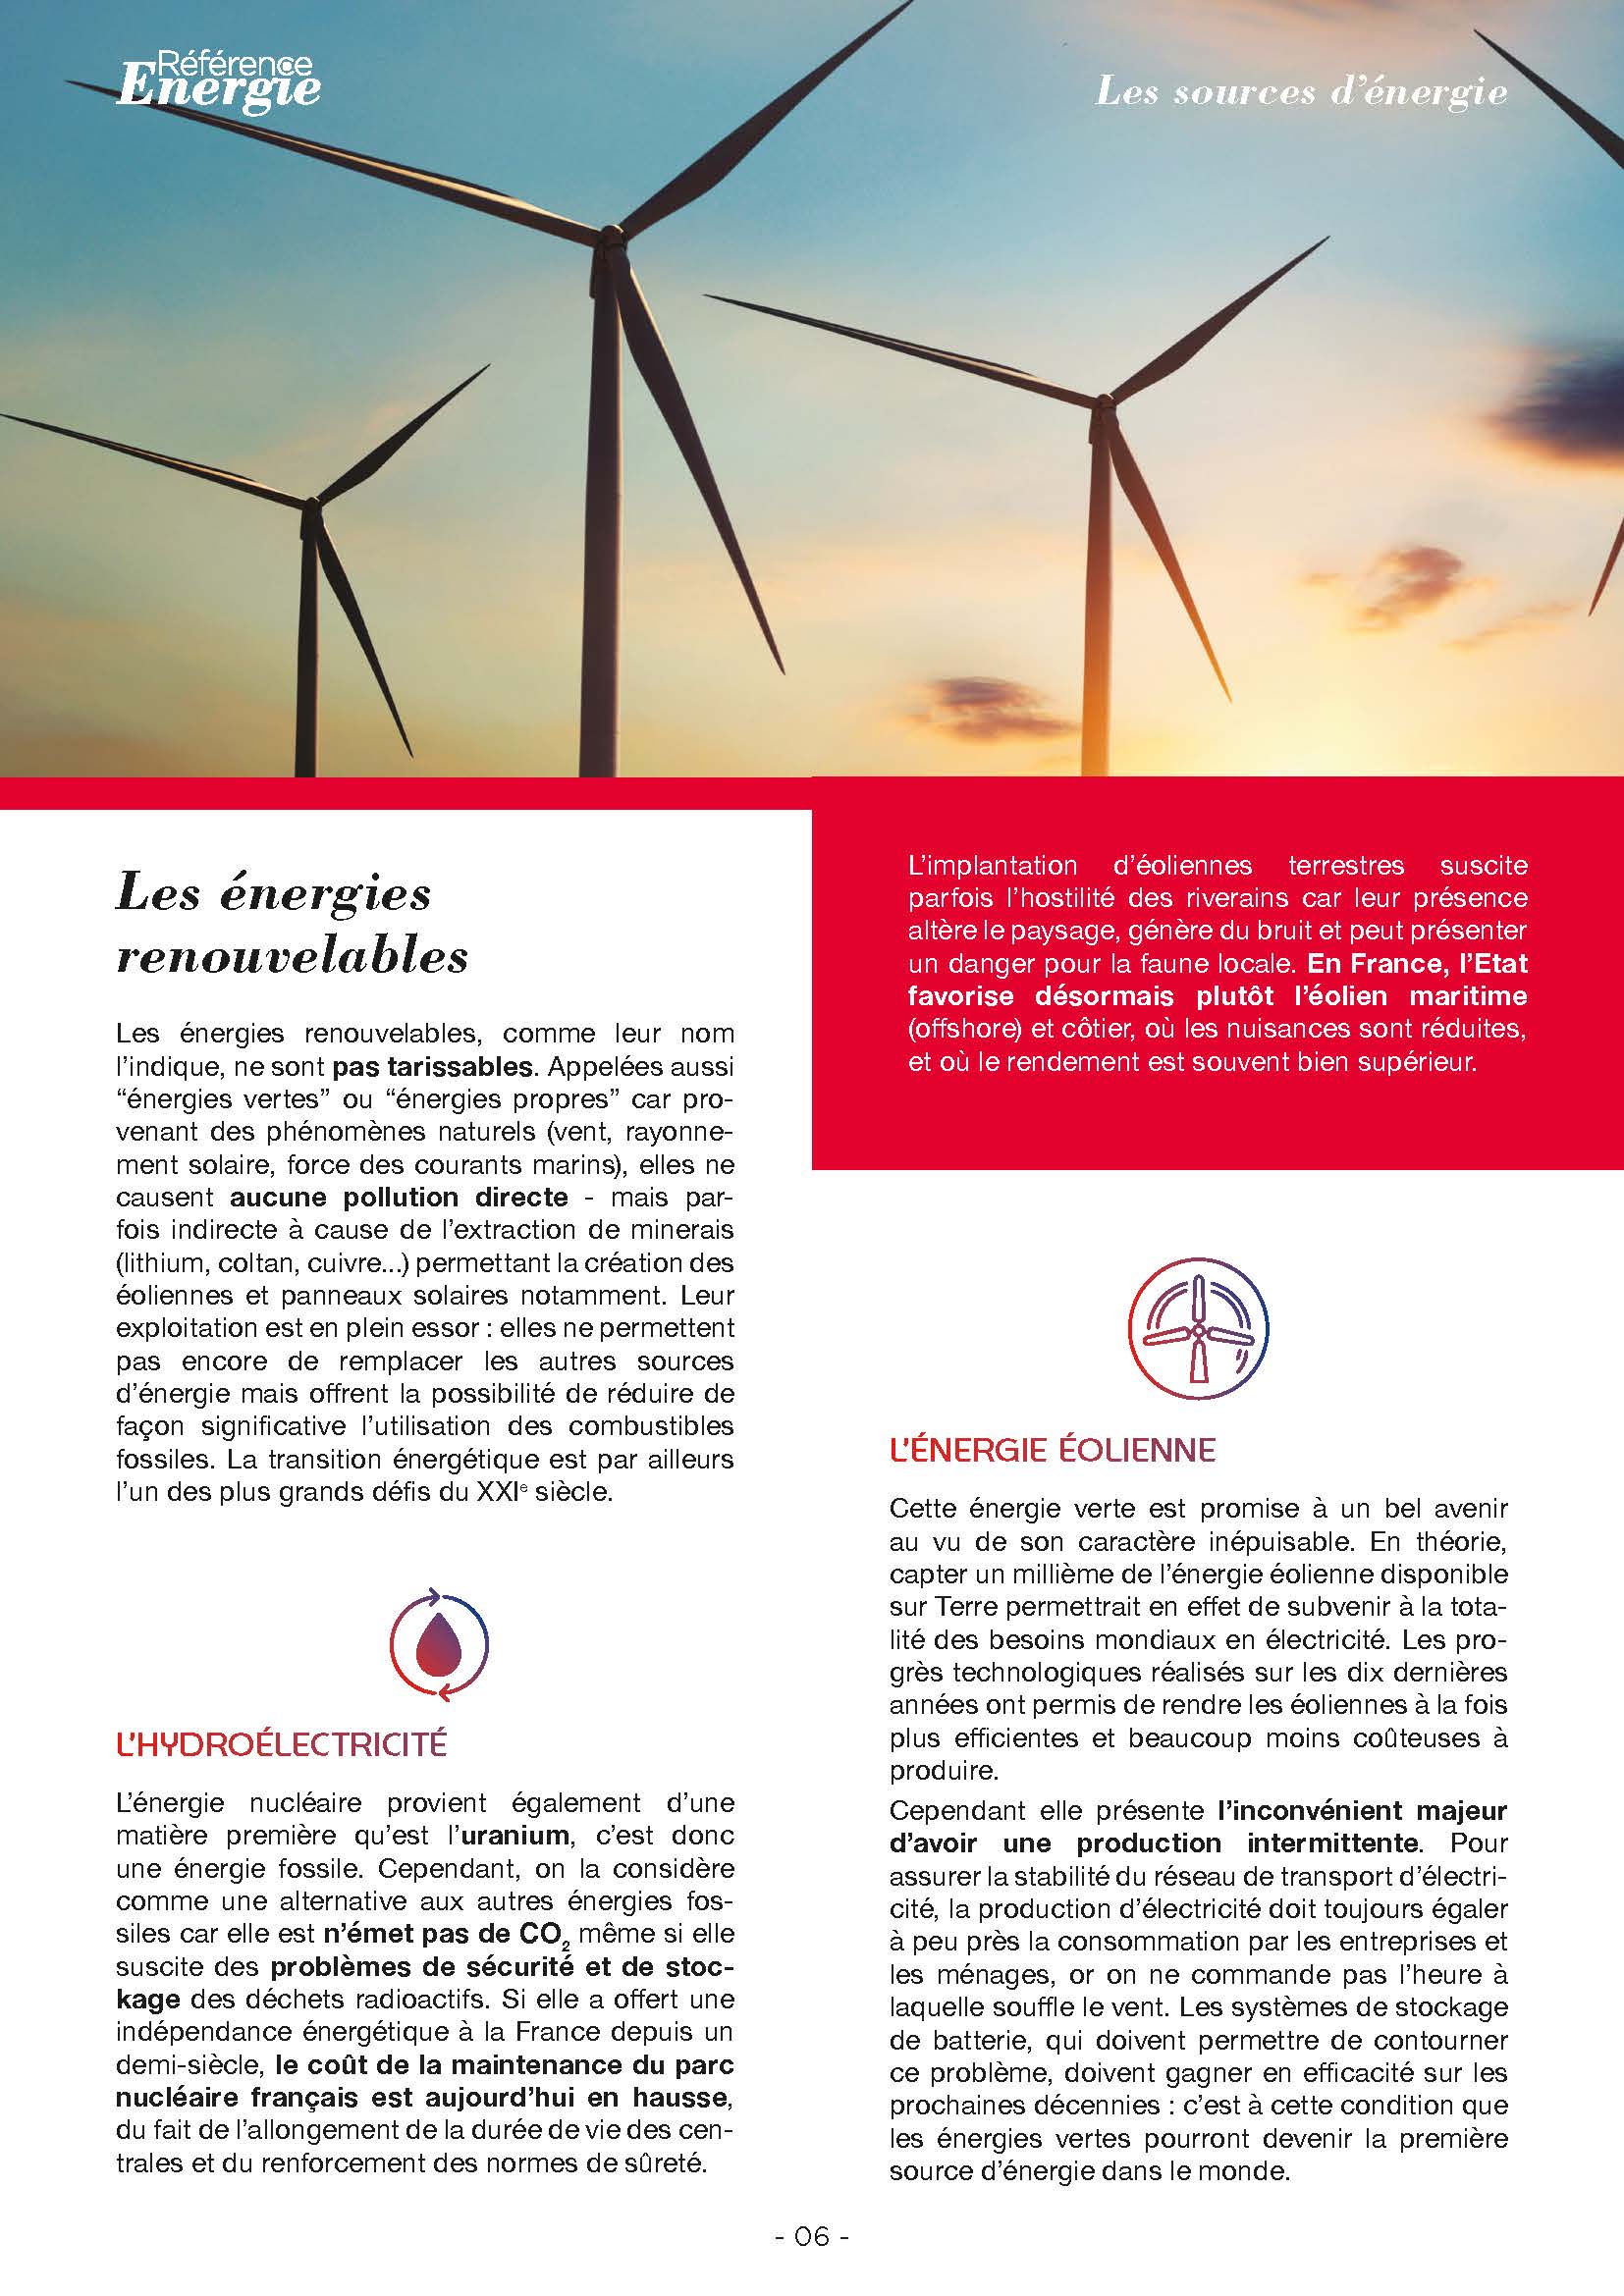 Référence
Energie
Les sources d’énergie
Les énergies
renouvelables
Les énergies renouvelables, comme leur nom
l’indique, ne sont pas tarissables. Appelées aussi
“énergies vertes” ou “énergies propres” car pro-
venant des phénomènes naturels (vent, rayonne-
ment solaire, force des courants marins), elles ne
causent aucune pollution directe - mais par-
fois indirecte à cause de l’extraction de minerais
(lithium, coltan, cuivre...) permettant la création des
éoliennes et panneaux solaires notamment. Leur
exploitation est en plein essor : elles ne permettent
pas encore de remplacer les autres sources
d’énergie mais offrent la possibilité de réduire de
façon significative l’utilisation des combustibles
fossiles. La transition énergétique est par ailleurs
l’un des plus grands défis du XXIe siècle.
L’HYDROÉLECTRICITÉ
L’énergie nucléaire provient également d’une
matière première qu’est l’uranium, c’est donc
une énergie fossile. Cependant, on la considère
comme une alternative aux autres énergies fos-
siles car elle est n’émet pas de CO2 même si elle
suscite des problèmes de sécurité et de stoc-
kage des déchets radioactifs. Si elle a offert une
indépendance énergétique à la France depuis un
demi-siècle, le coût de la maintenance du parc
nucléaire français est aujourd’hui en hausse,
du fait de l’allongement de la durée de vie des cen-
trales et du renforcement des normes de sûreté.
L’implantation d’éoliennes terrestres suscite
parfois l’hostilité des riverains car leur présence
altère le paysage, génère du bruit et peut présenter
un danger pour la faune locale. En France, l’Etat
favorise désormais plutôt l’éolien maritime
(offshore) et côtier, où les nuisances sont réduites,
et où le rendement est souvent bien supérieur.
L’ÉNERGIE ÉOLIENNE
Cette énergie verte est promise à un bel avenir
au vu de son caractère inépuisable. En théorie,
capter un millième de l’énergie éolienne disponible
sur Terre permettrait en effet de subvenir à la tota-
lité des besoins mondiaux en électricité. Les pro-
grès technologiques réalisés sur les dix dernières
années ont permis de rendre les éoliennes à la fois
plus efficientes et beaucoup moins coûteuses à
produire.
Cependant elle présente l’inconvénient majeur
d’avoir une production intermittente. Pour
assurer la stabilité du réseau de transport d’électri-
cité, la production d’électricité doit toujours égaler
à peu près la consommation par les entreprises et
les ménages, or on ne commande pas l’heure à
laquelle souffle le vent. Les systèmes de stockage
de batterie, qui doivent permettre de contourner
ce problème, doivent gagner en efficacité sur les
prochaines décennies : c’est à cette condition que
les énergies vertes pourront devenir la première
source d’énergie dans le monde.
- 06 -